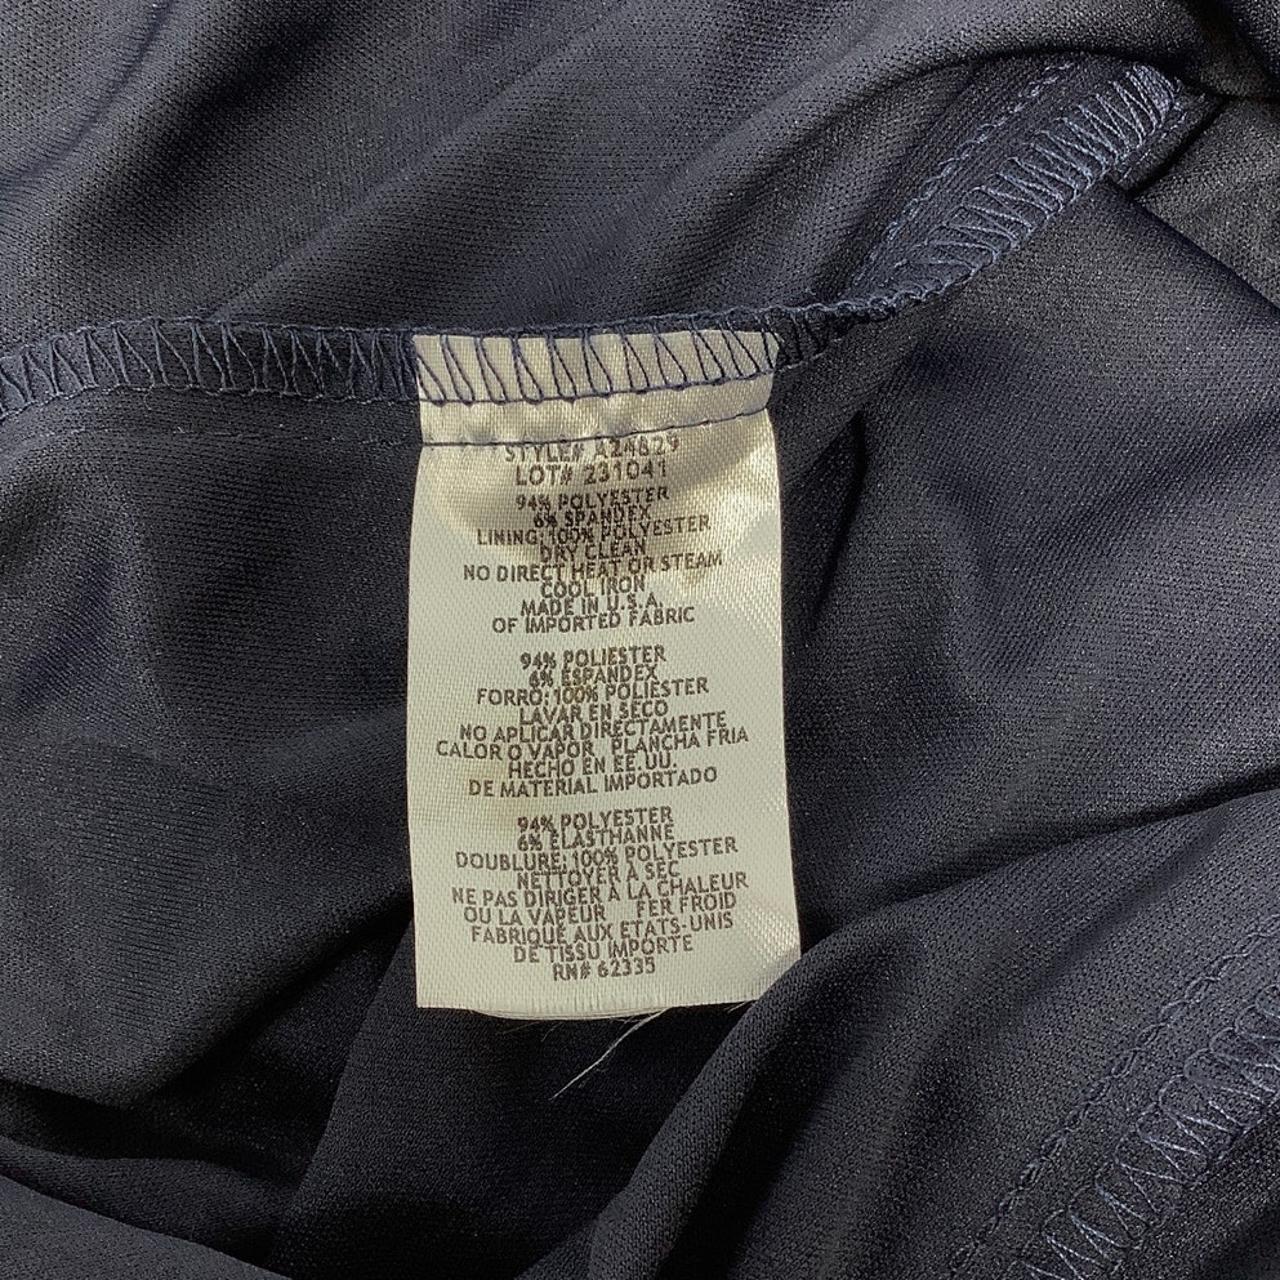 STYLE# A24829
LOT# 231041
94% POLYESTER
6% SPANDEX
LINING: 100% POLYESTER
DRY CLEAN
NO DIRECT HEAT OR STEAM
COOL IRON
MADE IN U.S.A.
OF IMPORTED FABRIC
94% POLIESTER
6% ESPANDEX
FORRO: 100% POLIESTER
LAVAR EN SECO
NO APLICAR DIRECTAMENTE
CALOR O VAPOR PLANCHA FRIA
HECHO EN EE.UU.
DE MATERIAL IMPORTADO
94% POLYESTER
6% ELASTHANNE
DOUBLURE: 100% POLYESTER
NETTOYER A SEC
NE PAS DIRIGER A LA CHALEUR
OU LA VAPEUR FER FROID
FABRIQUE AUX ETATS-UNIS
DE TISSU IMPORTE
RN# 62335